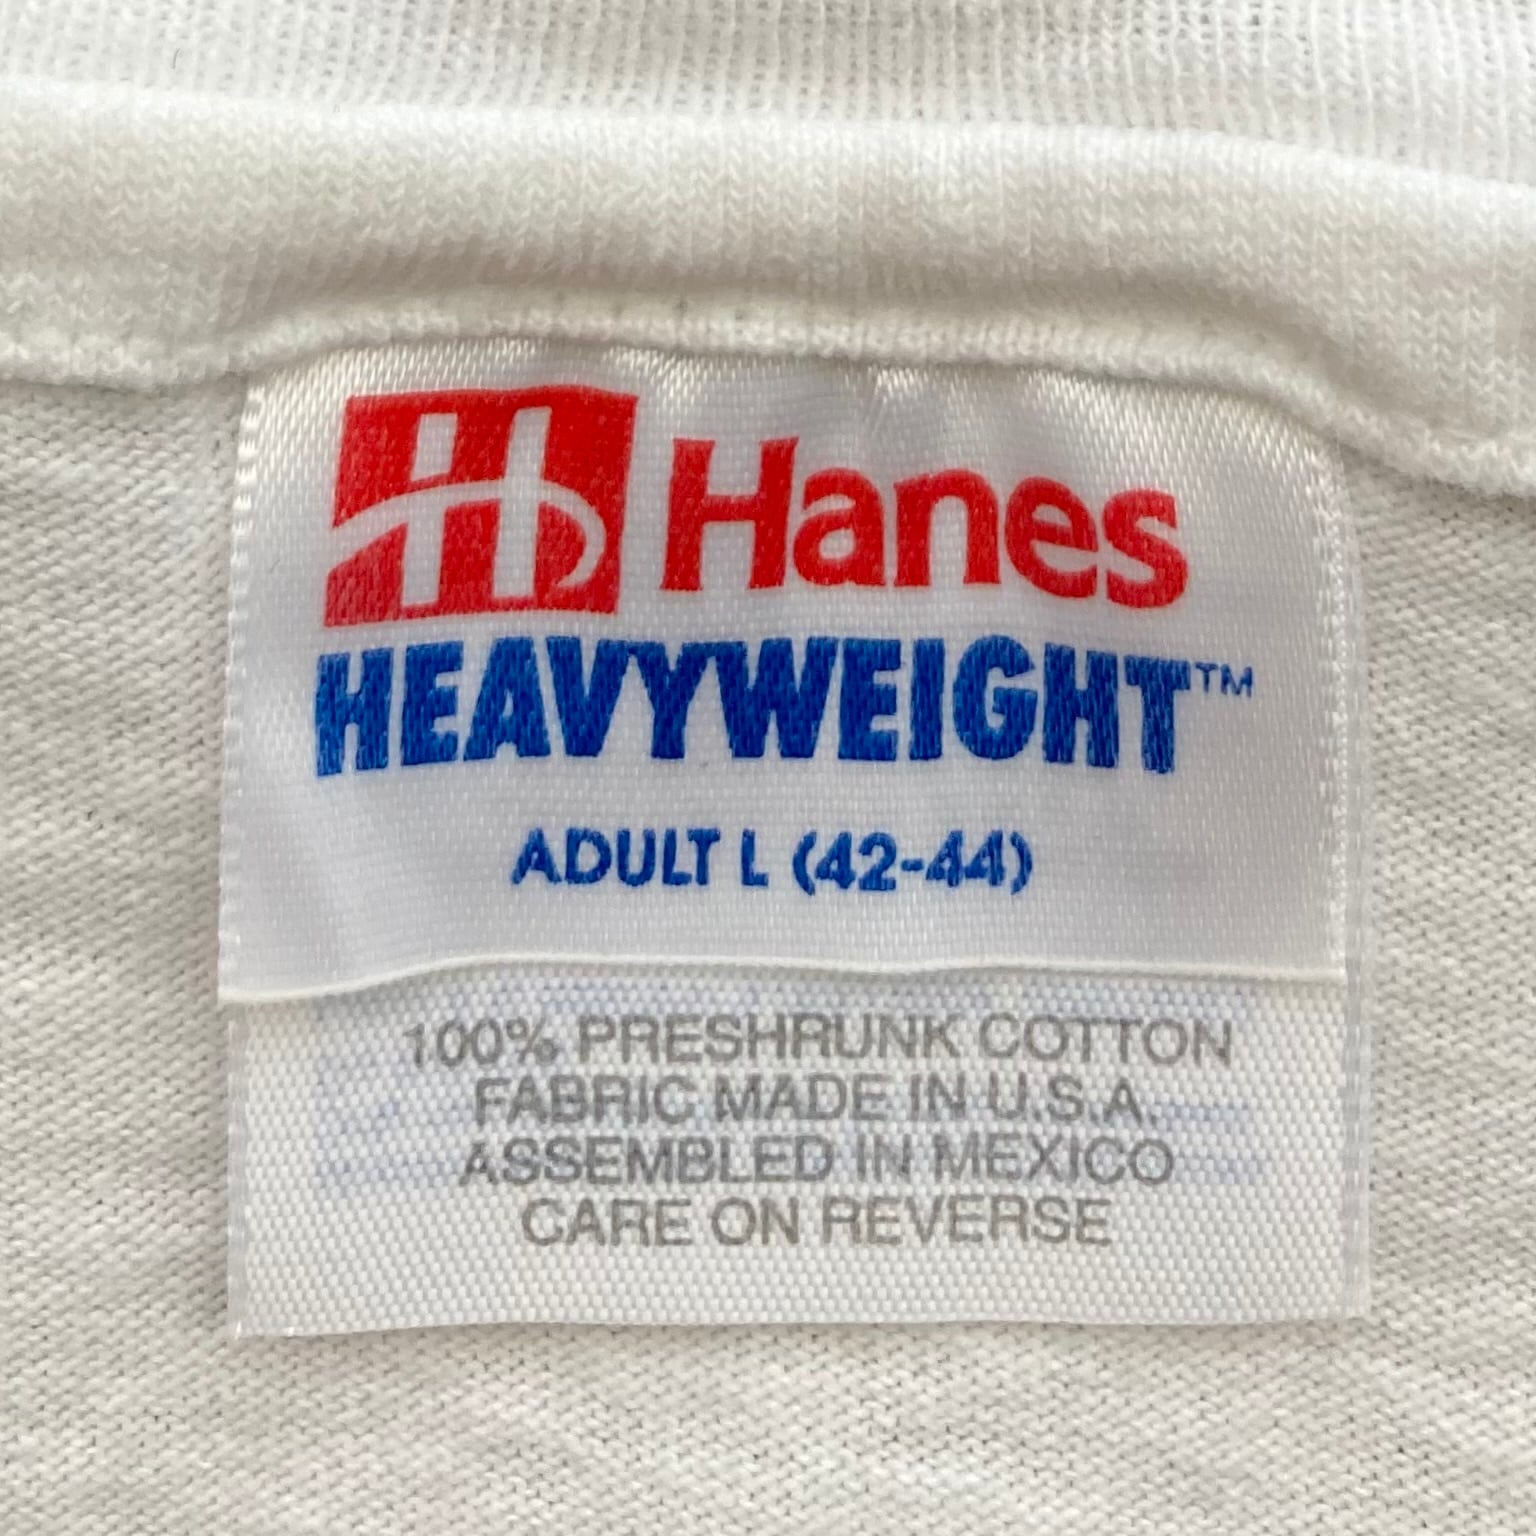 Hanes
HEAVYWEIGHT™
ADULT L (42-44)
100% PRESHRUNK COTTON
FABRIC MADE IN U.S.A.
ASSEMBLED IN MEXICO
CARE ON REVERSE